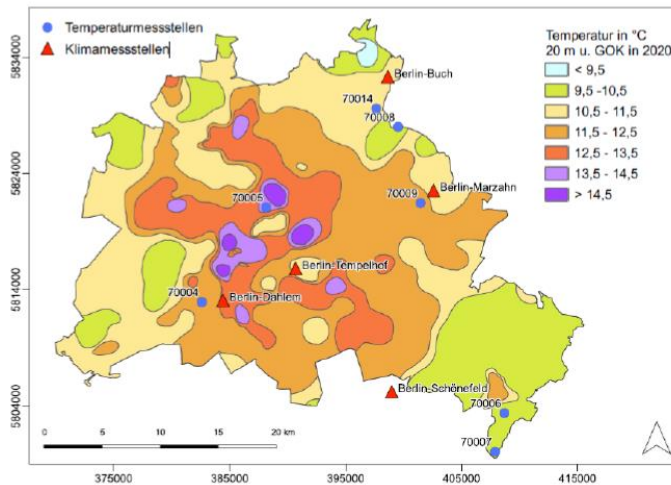 Temperaturmessstellen
Klimamessstellen
Temperatur in °C
20 m u. GOK in 2020
< 9,5
9,5 -10,5
10,5 - 11,5
11,5 - 12,5
12,5 - 13,5
13,5 - 14,5
> 14,5
5834000
5824000
5814000
5804000
Berlin-Buch
70014
70008
Berlin-Marzahn
70009
70005
Berlin-Tempelhof
70004
Berlin-Dahlem
Berlin-Schönefeld
70006
70007
0 5 10 15 20 km
375000 385000 395000 405000 415000